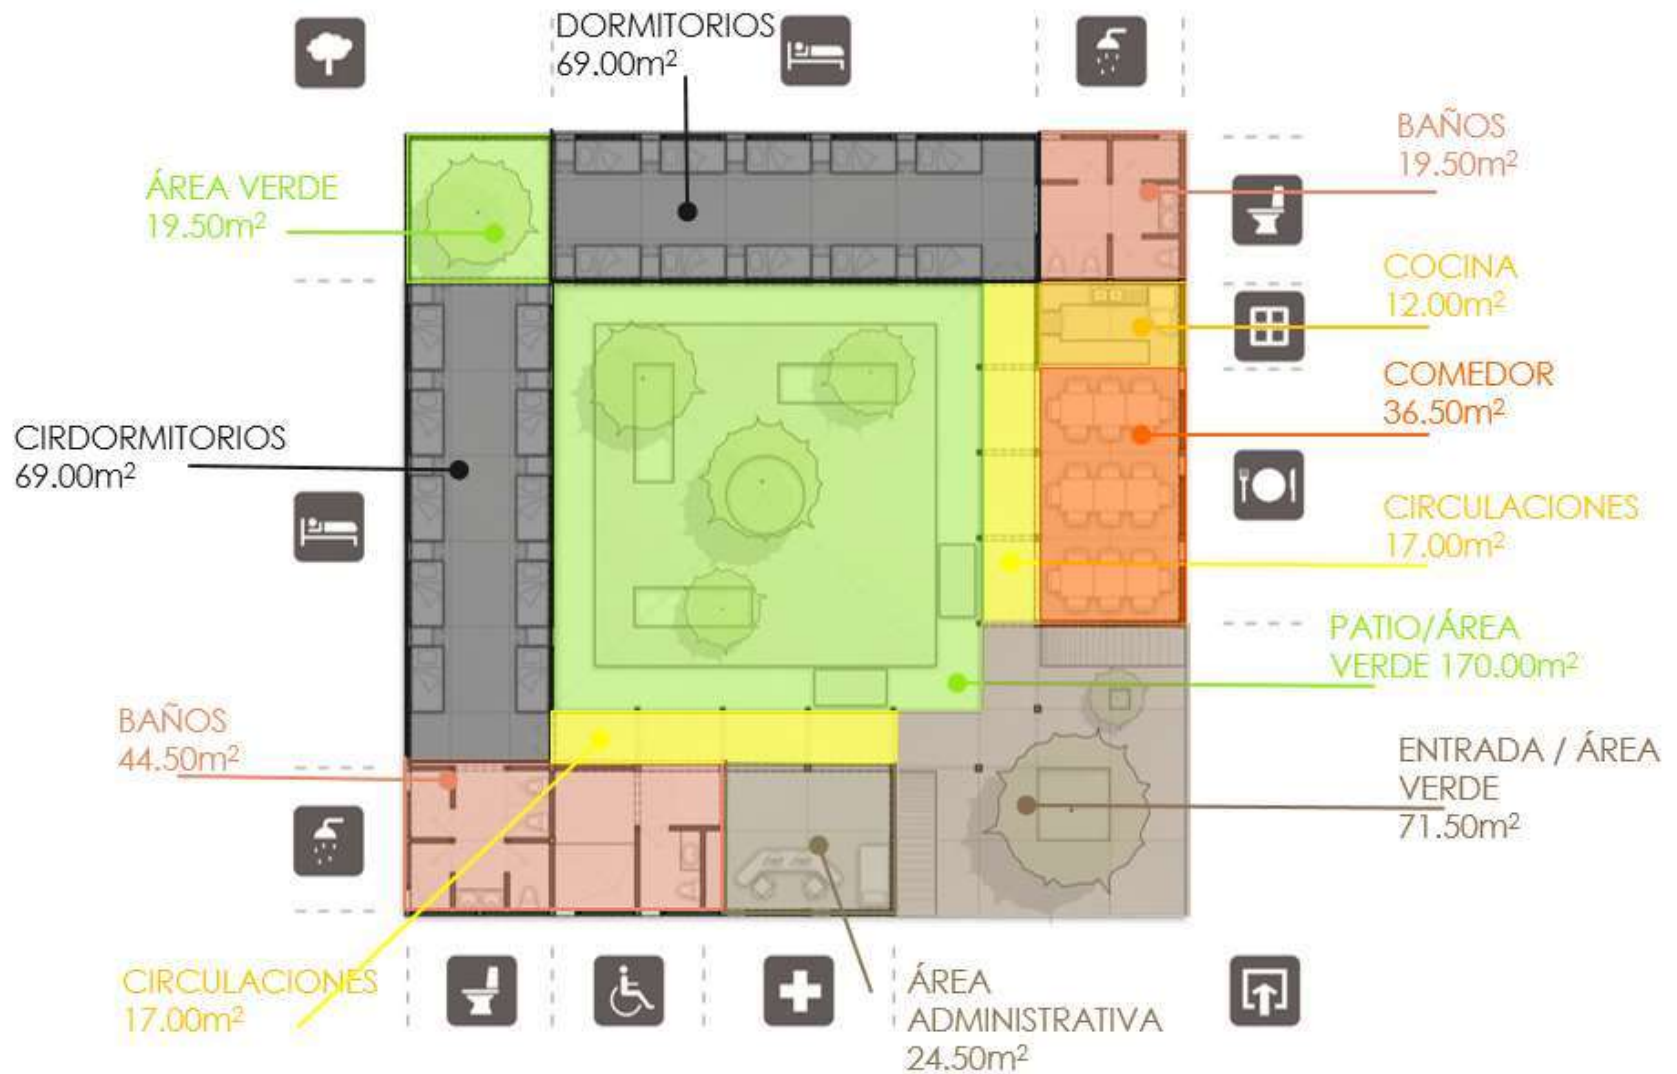 DORMITORIOS
69.00m²
BAÑOS
19.50m²
ÁREA VERDE
19.50m²
COCINA
12.00m²
COMEDOR
36.50m²
CIRDORMITORIOS
69.00m²
CIRCULACIONES
17.00m²
PATIO/ÁREA
VERDE 170.00m²
BAÑOS
44.50m²
ENTRADA / ÁREA
VERDE
71.50m²
CIRCULACIONES
17.00m²
ÁREA
ADMINISTRATIVA
24.50m²